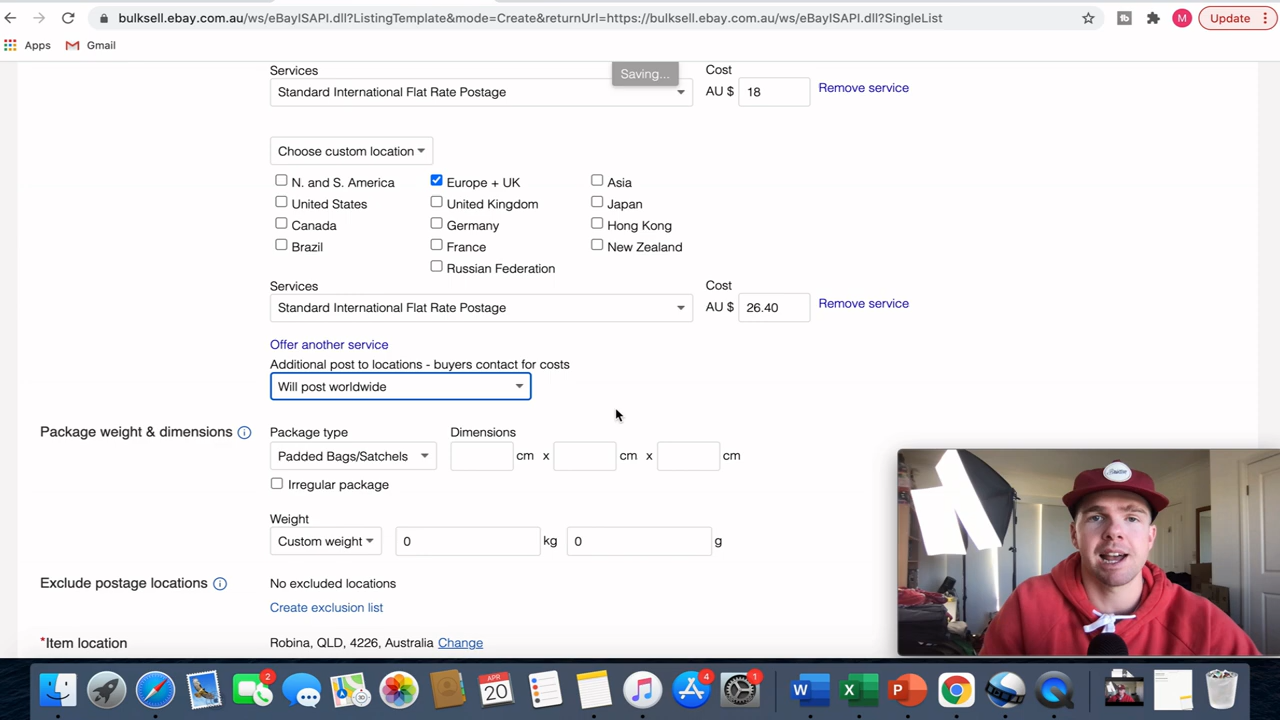 bulksell.ebay.com.au/ws/eBayISAPI.dll?ListingTemplate&mode=Create&returnUrl=https://bulksell.ebay.com.au/ws/eBayISAPI.dll?SingleList
M
Update
Apps
Gmail
Saving...
Services
Cost
Standard International Flat Rate Postage
AU $
18
Remove service
Choose custom location
N. and S. America
Europe + UK
Asia
United States
United Kingdom
Japan
Canada
Germany
Hong Kong
Brazil
France
New Zealand
Russian Federation
Services
Cost
Standard International Flat Rate Postage
AU $
26.40
Remove service
Offer another service
Additional post to locations - buyers contact for costs
Will post worldwide
Package weight & dimensions
Package type
Dimensions
Padded Bags/Satchels
cm x cm x cm
Irregular package
Weight
Custom weight
0 kg
0 g
Exclude postage locations
No excluded locations
Create exclusion list
*Item location
Robina, QLD, 4226, Australia Change
2
APR
20
4
1
W
X
P